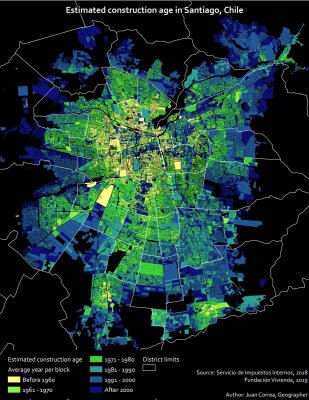 Estimated construction age in Santiago, Chile
Estimated construction age
Average year per block
Before 1960
1961 - 1970
1971 - 1980
1981 - 1990
1991 - 2000
After 2000
District limits
Source: Servicio de Impuestos Internos, 2018
Fundación Vivienda, 2019
Author: Juan Correa, Geographer